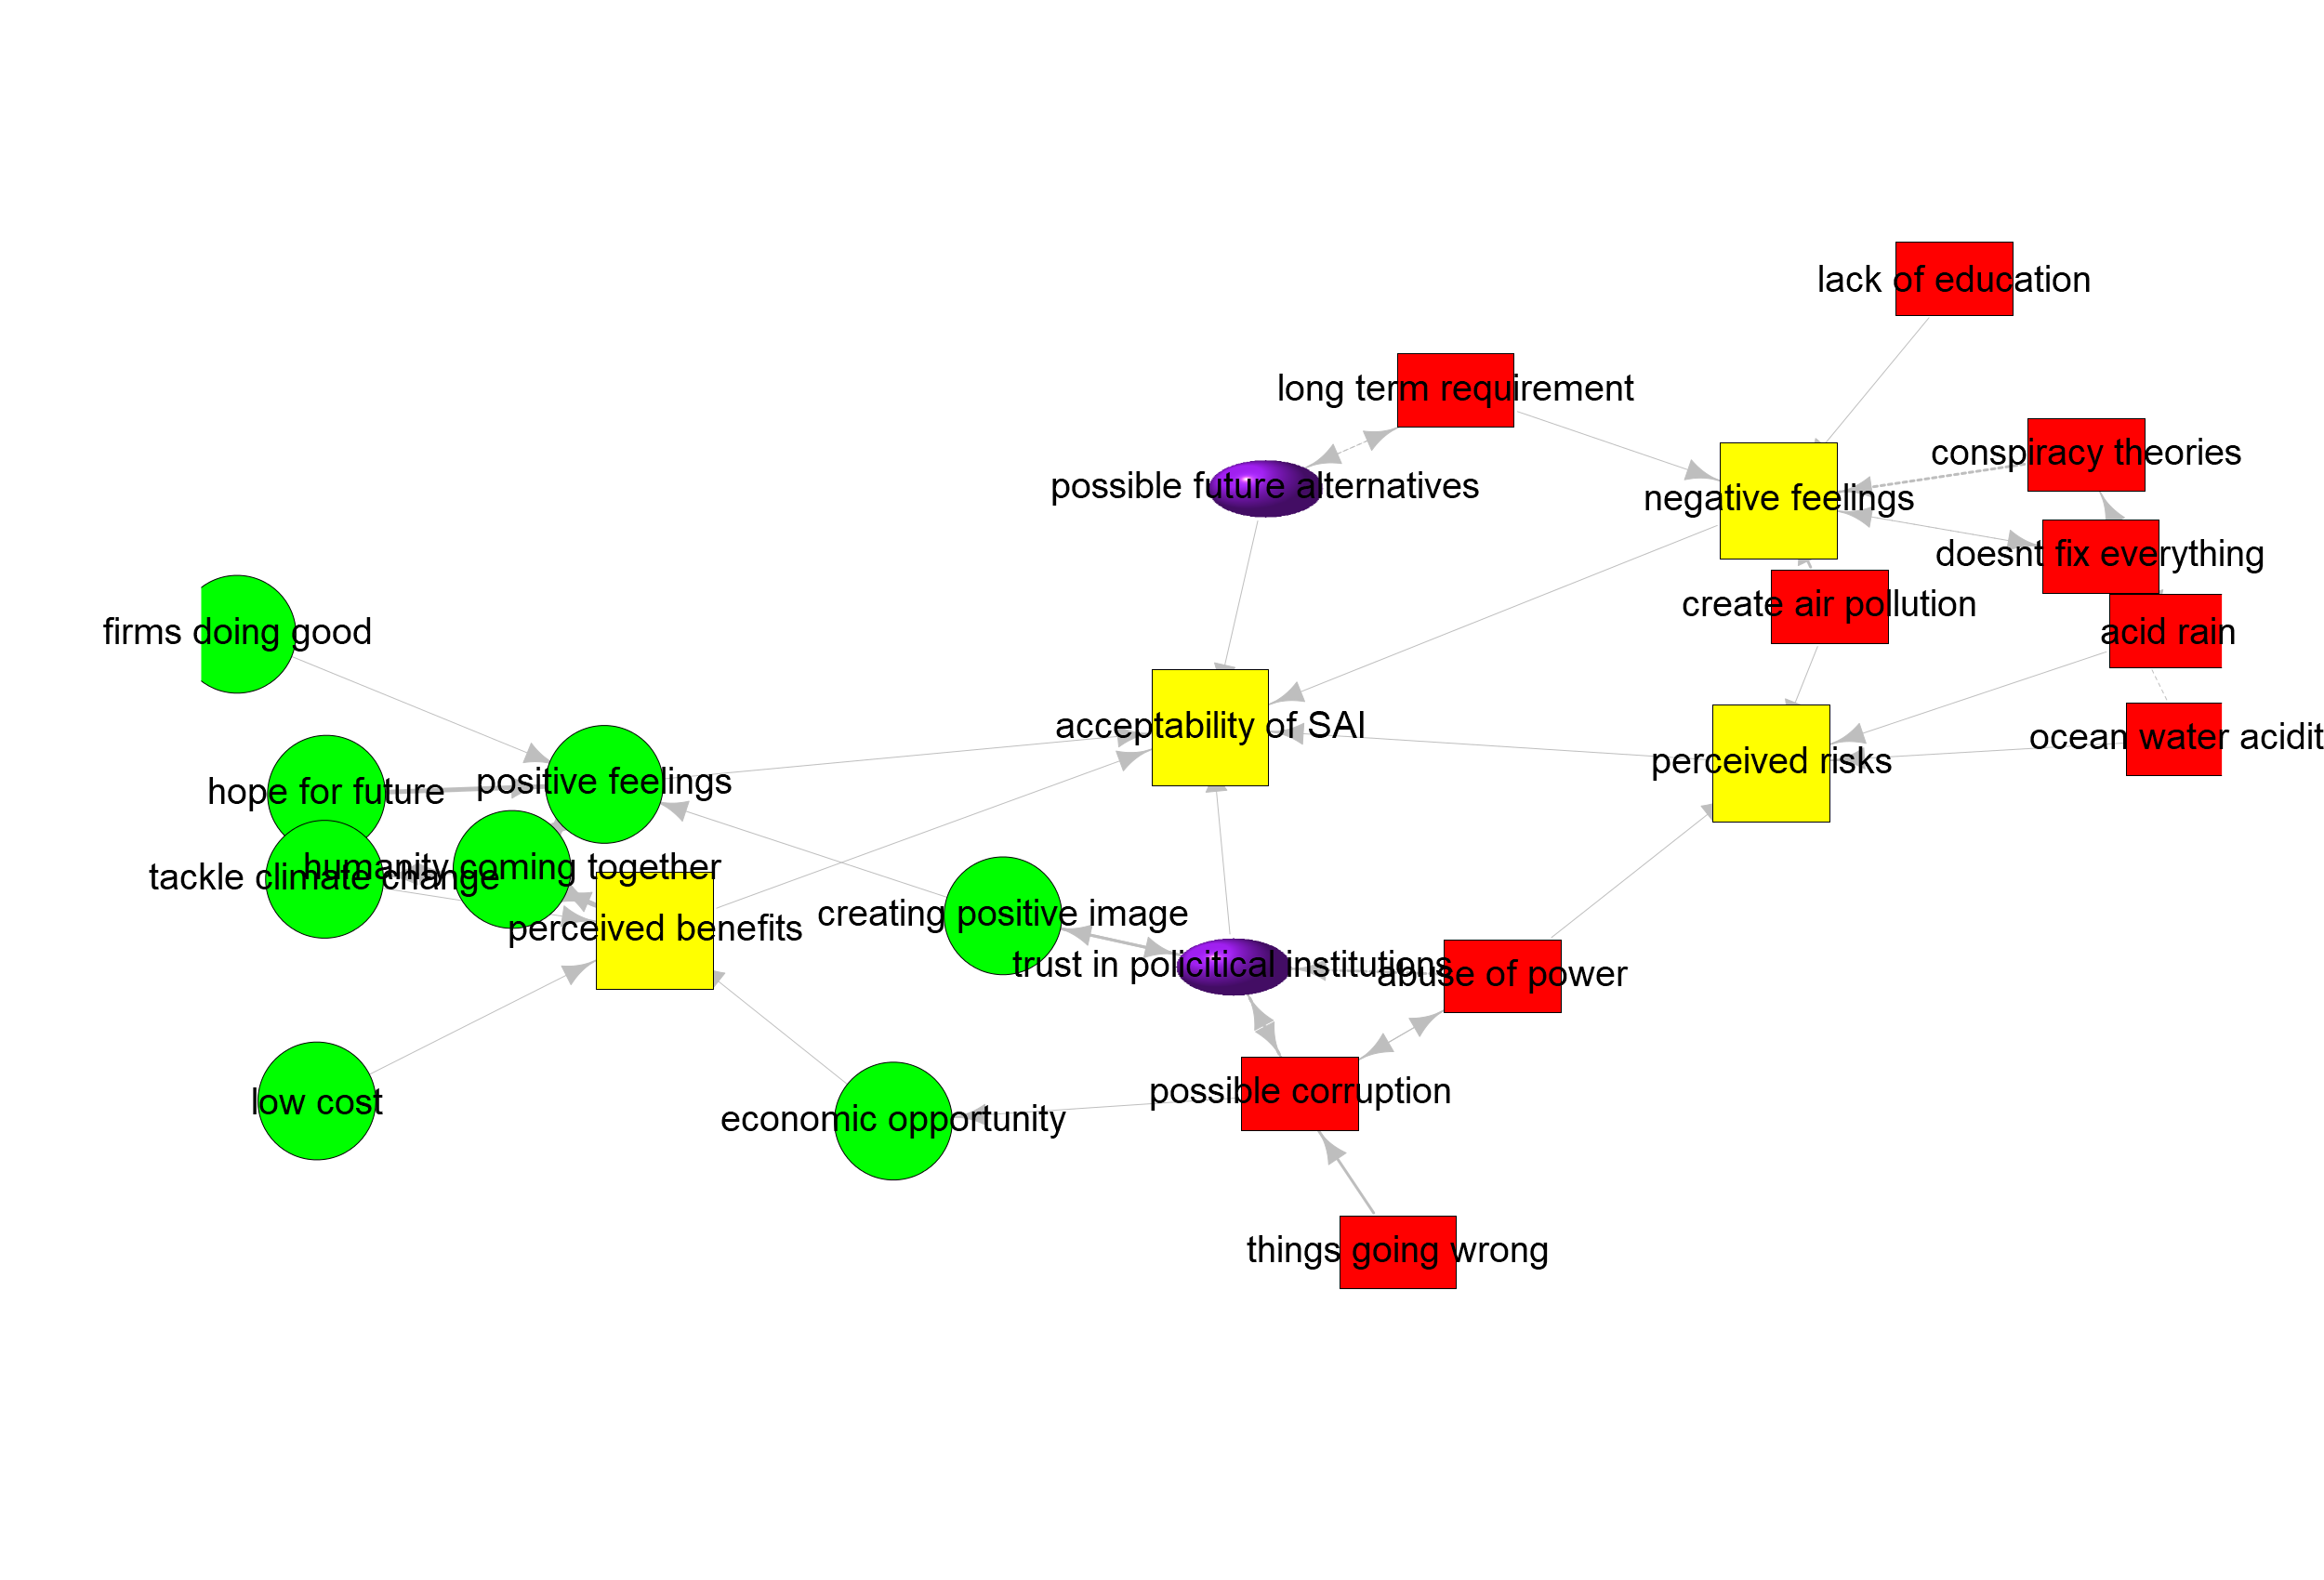 lack of education
long term requirement
conspiracy theories
possible future alternatives
negative feelings
doesnt fix everything
create air pollution
firms doing good
acid rain
acceptability of SAI
ocean water acidit
perceived risks
hope for future
positive feelings
humanity coming together
tackle climate change
creating positive image
perceived benefits
trust in policitical institutions
abuse of power
possible corruption
low cost
economic opportunity
things going wrong